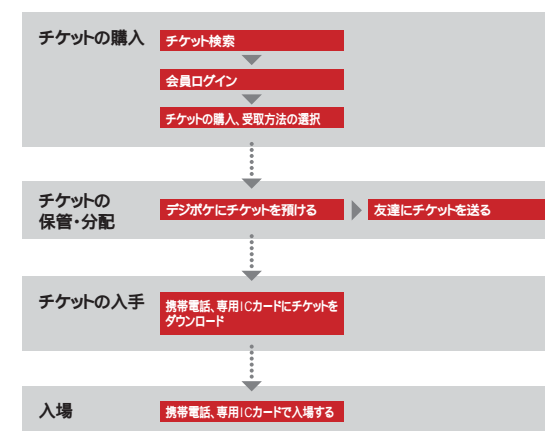 チケットの購入
チケット検索
会員ログイン
チケットの購入、受取方法の選択
チケットの
保管・分配
デジポケにチケットを預ける
友達にチケットを送る
チケットの入手
携帯電話、専用ICカードにチケットを
ダウンロード
入場
携帯電話、専用ICカードで入場する